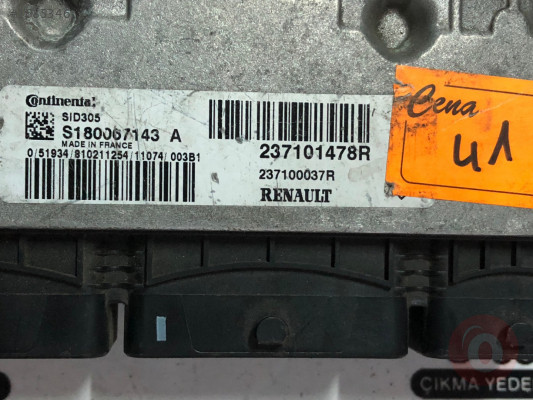 Continental
SID305
S180067143 A
MADE IN FRANCE
0/51934/810211254/11074/003B1
237101478R
237100037R
RENAULT
Cena
41
ÇIKMA YEDE